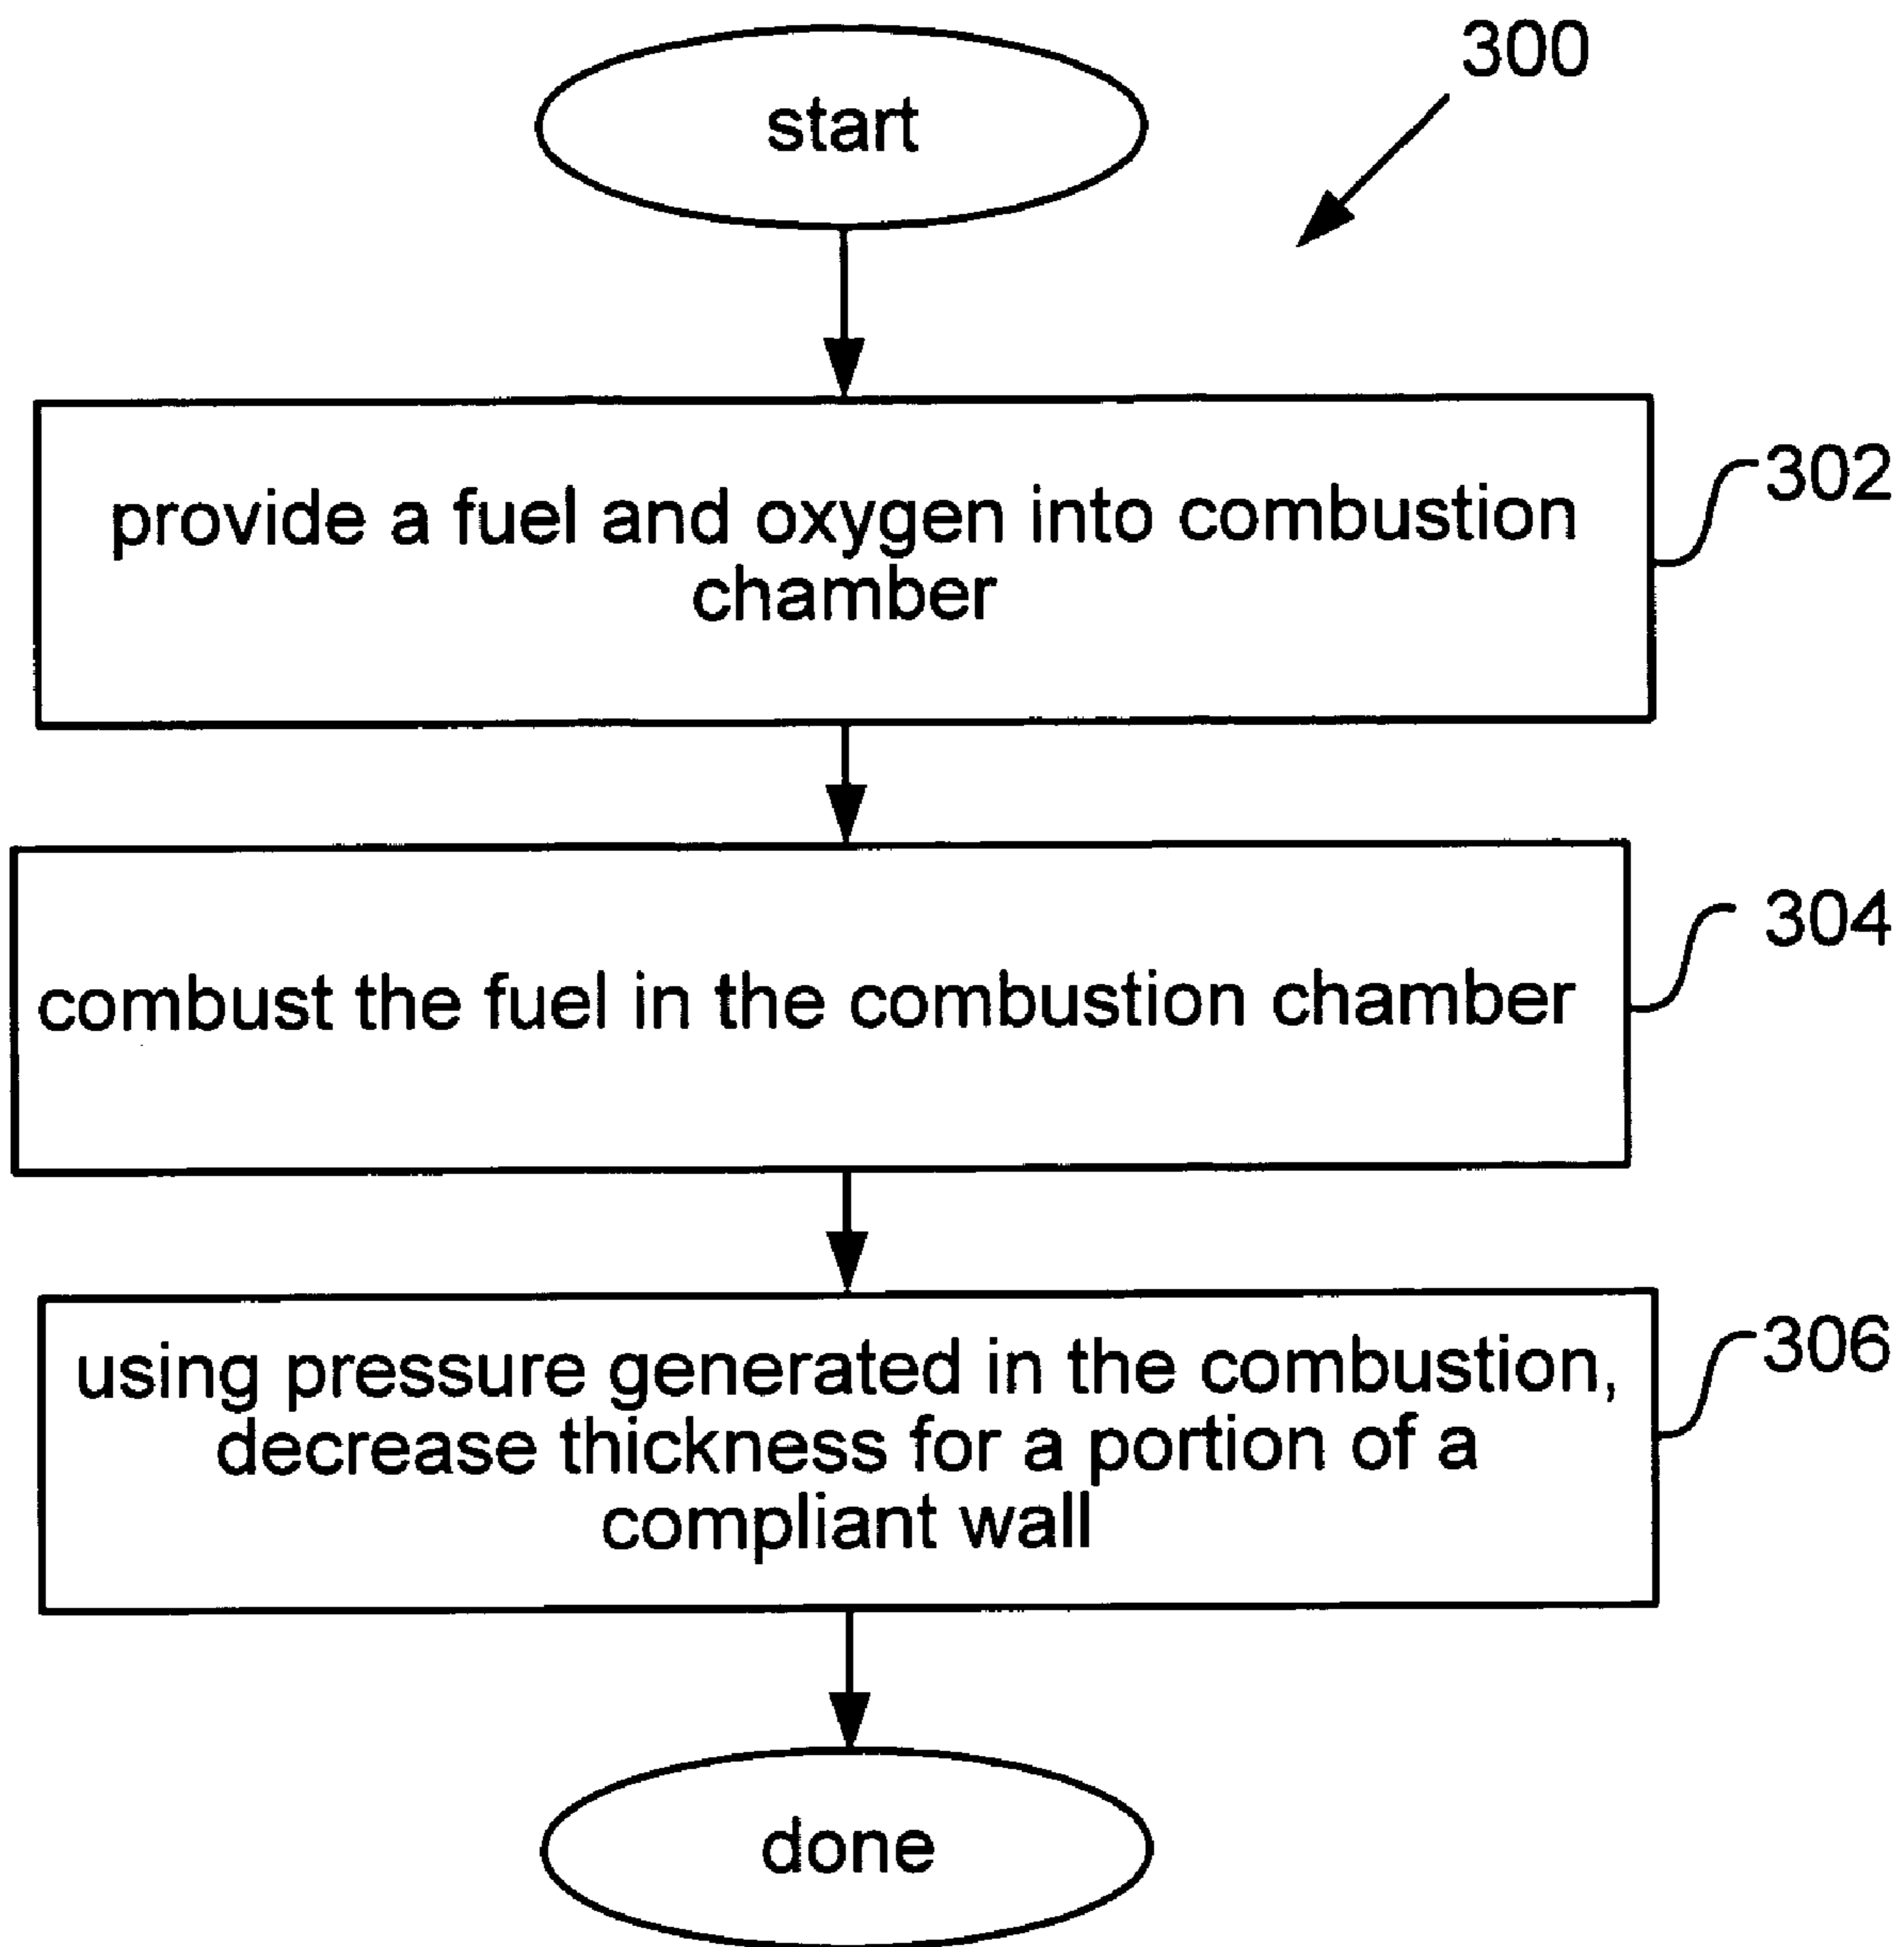 300
start
302
provide a fuel and oxygen into combustion
chamber
304
combust the fuel in the combustion chamber
306
using pressure generated in the combustion,
decrease thickness for a portion of a
compliant wall
done